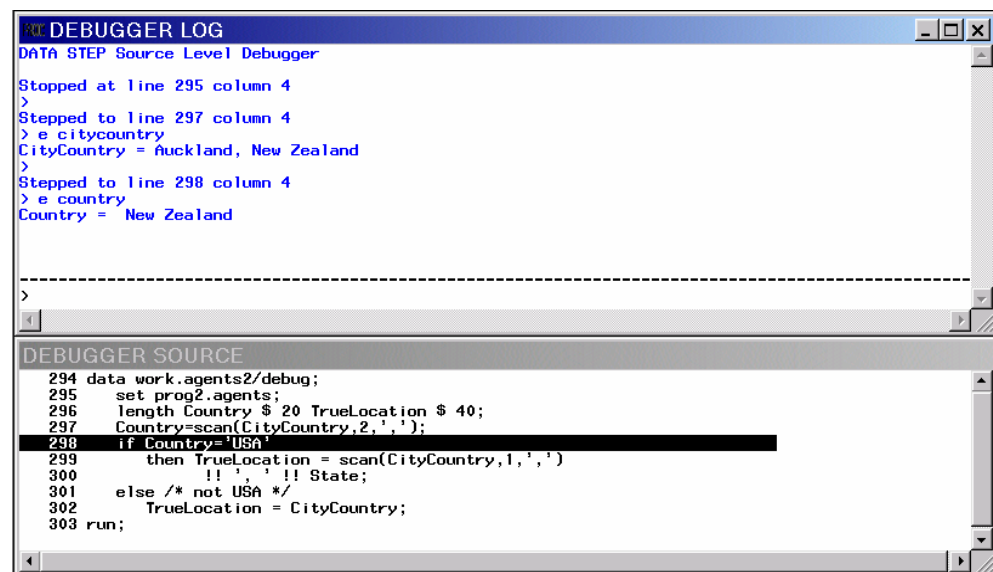 DEBUGGER LOG
DATA STEP Source Level Debugger
Stopped at line 295 column 4
>
Stepped to line 297 column 4
> e citycountry
CityCountry = Auckland, New Zealand
>
Stepped to line 298 column 4
> e country
Country =  New Zealand
>
DEBUGGER SOURCE
294 data work.agents2/debug;
295    set prog2.agents;
296    length Country $ 20 TrueLocation $ 40;
297    Country=scan(CityCountry,2,',');
298    if Country='USA'
299       then TrueLocation = scan(CityCountry,1,',')
300             !! ', ' !! State;
301    else /* not USA */
302       TrueLocation = CityCountry;
303 run;